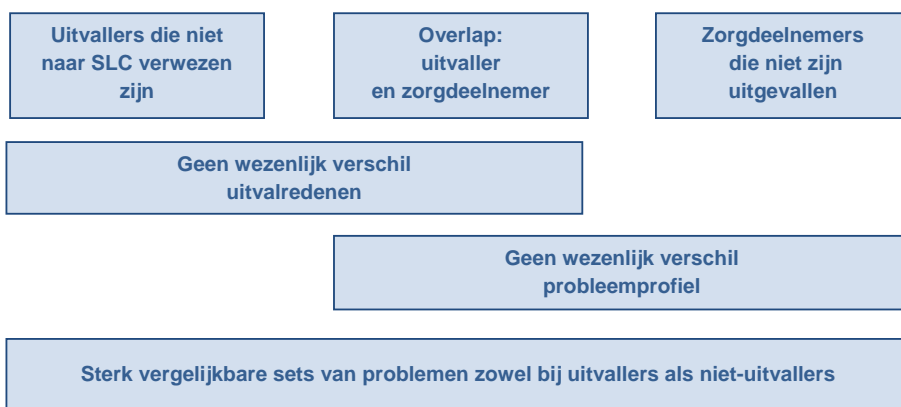 Uitvallers die niet
naar SLC verwezen
zijn
Overlap:
uitvaller
en zorgdeelnemer
Zorgdeelnemers
die niet zijn
uitgevallen
Geen wezenlijk verschil
uitvalredenen
Geen wezenlijk verschil
probleemprofiel
Sterk vergelijkbare sets van problemen zowel bij uitvallers als niet-uitvallers